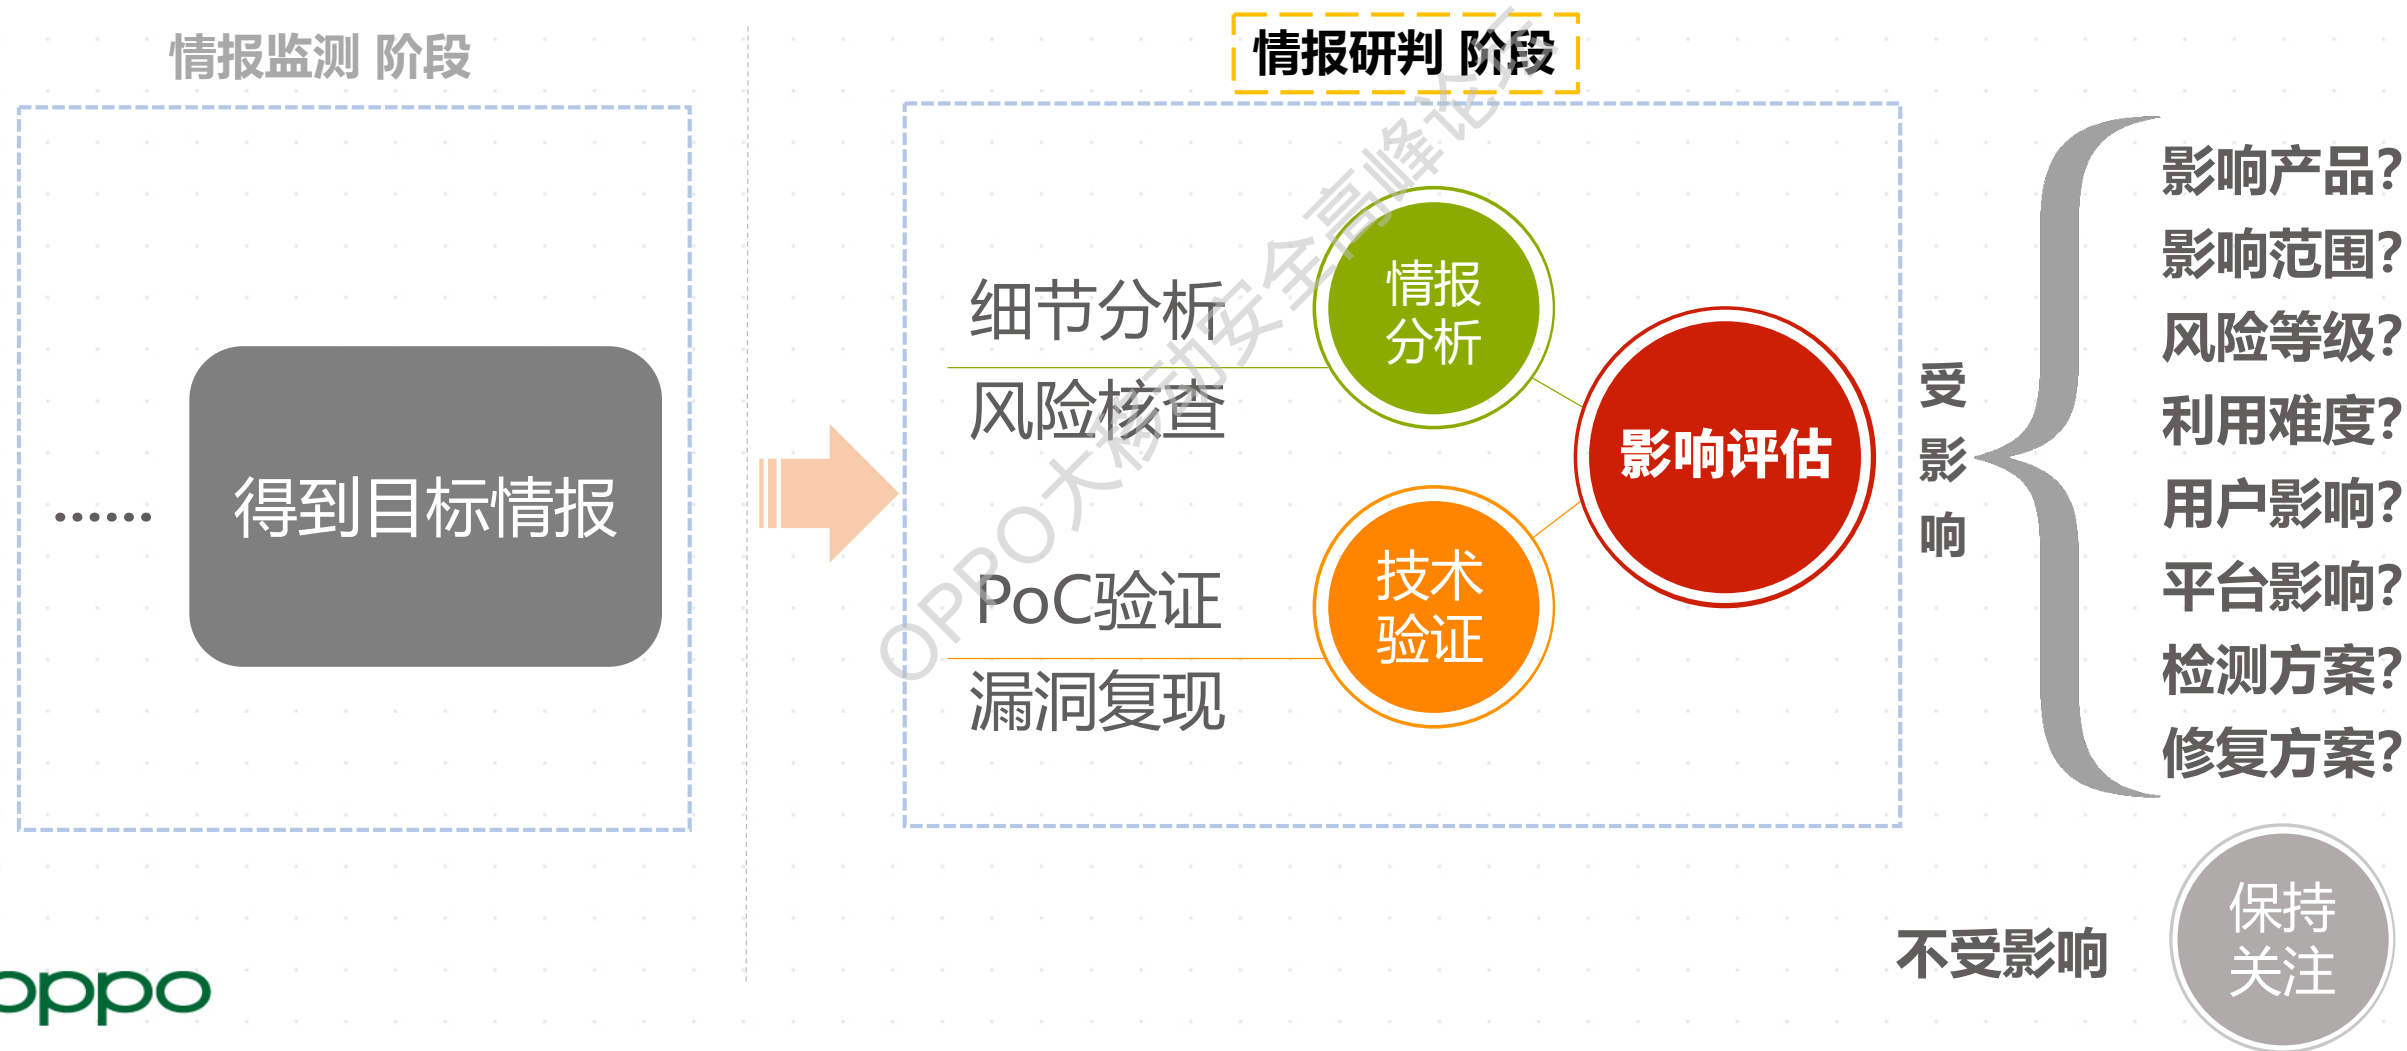 情报监测 阶段
......
得到目标情报
情报研判 阶段
细节分析
风险核查
情报
分析
PoC验证
漏洞复现
技术
验证
影响评估
受
影
响
影响产品？
影响范围？
风险等级？
利用难度？
用户影响？
平台影响？
检测方案？
修复方案？
不受影响
保持
关注
OPPO大移动安全高峰论坛
oppo